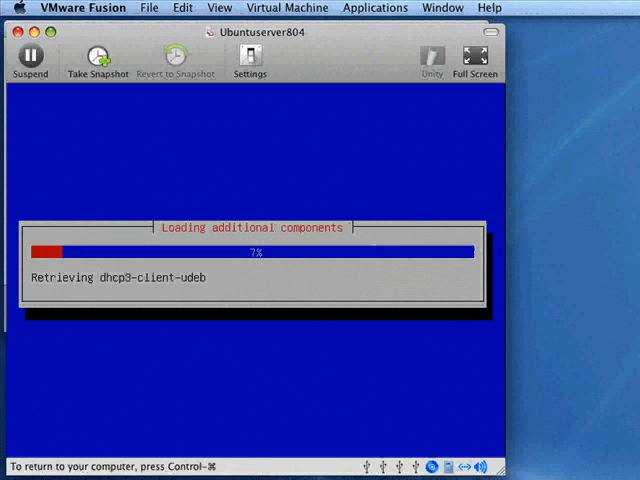 VMware Fusion File Edit View Virtual Machine Applications Window Help
Ubuntuserver804
Suspend Take Snapshot Revert to Snapshot Settings Unity Full Screen
Loading additional components
7%
Retrieving dhcp3-client-udeb
To return to your computer, press Control-⌘